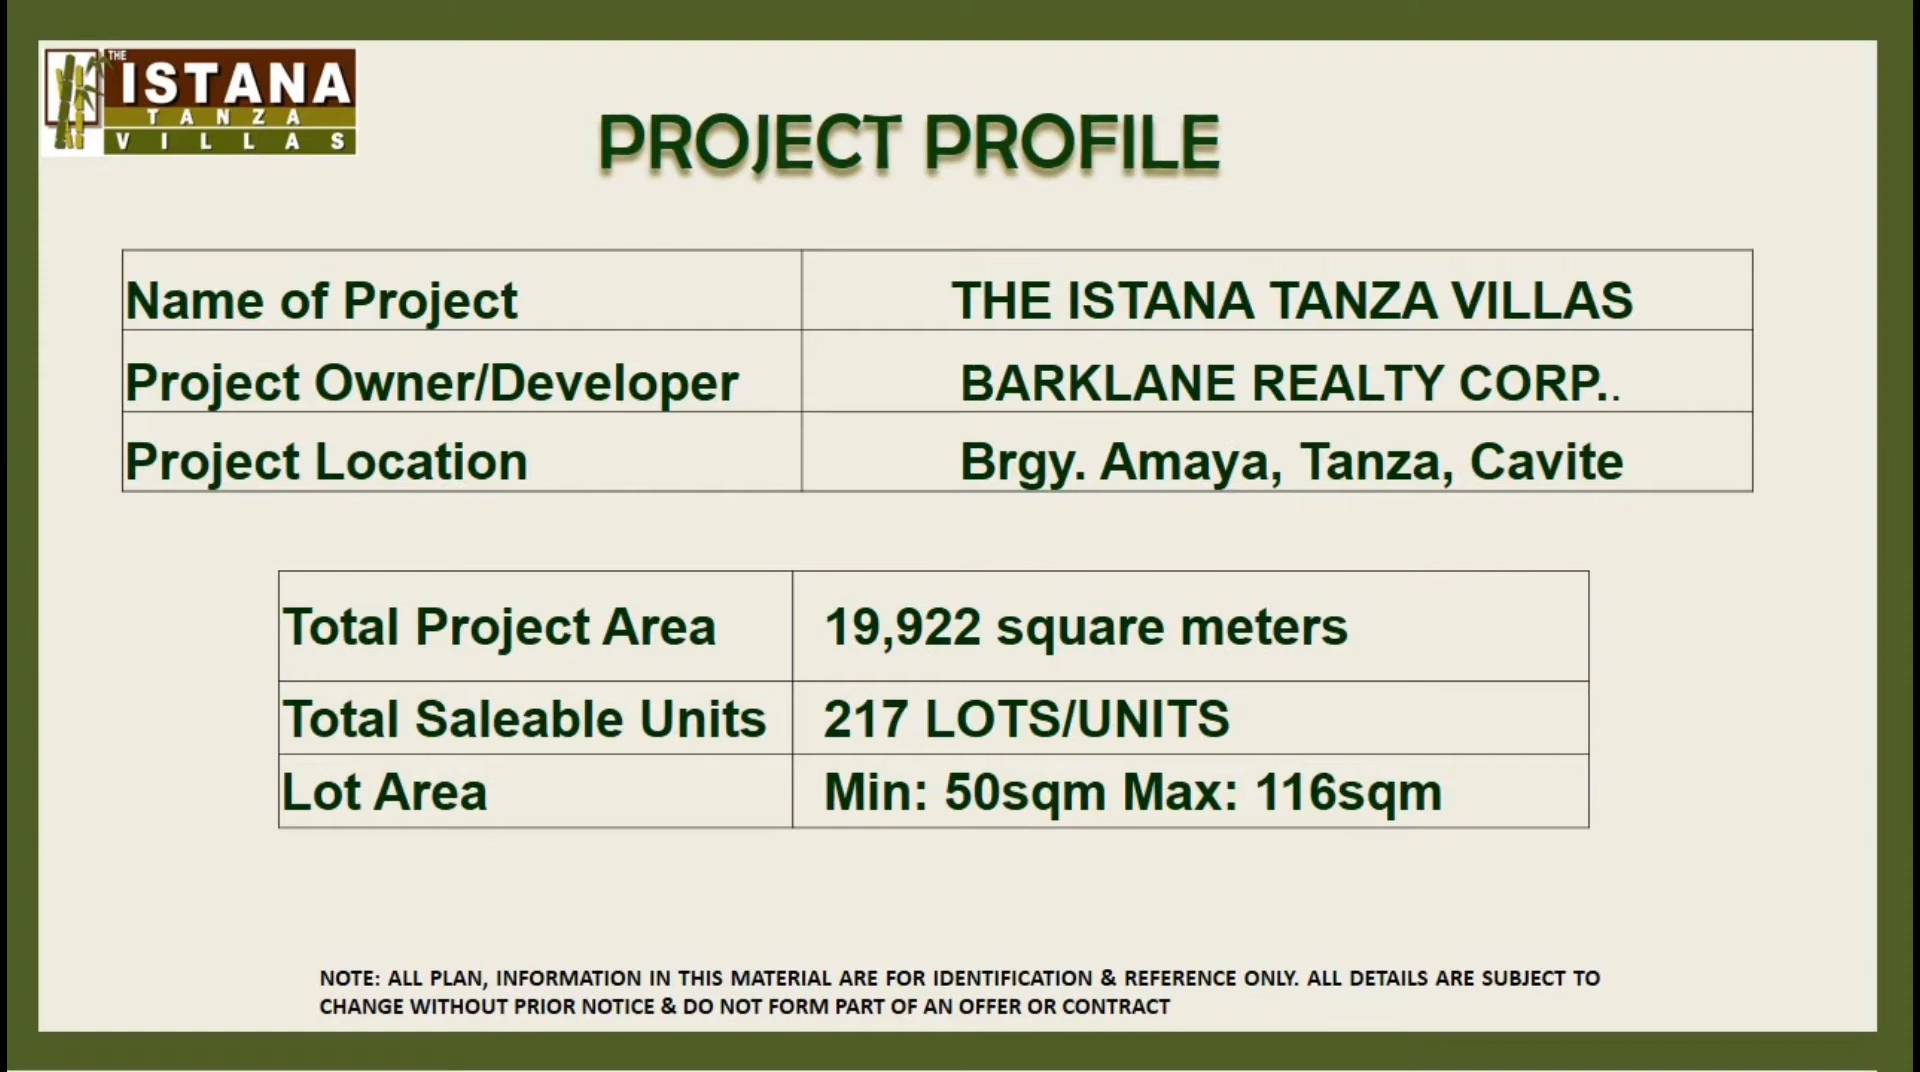 THE
ISTANA
TANZA
VILLAS
PROJECT PROFILE
Name of Project THE ISTANA TANZA VILLAS
Project Owner/Developer BARKLANE REALTY CORP..
Project Location Brgy. Amaya, Tanza, Cavite
Total Project Area 19,922 square meters
Total Saleable Units 217 LOTS/UNITS
Lot Area Min: 50sqm Max: 116sqm
NOTE: ALL PLAN, INFORMATION IN THIS MATERIAL ARE FOR IDENTIFICATION & REFERENCE ONLY. ALL DETAILS ARE SUBJECT TO
CHANGE WITHOUT PRIOR NOTICE & DO NOT FORM PART OF AN OFFER OR CONTRACT